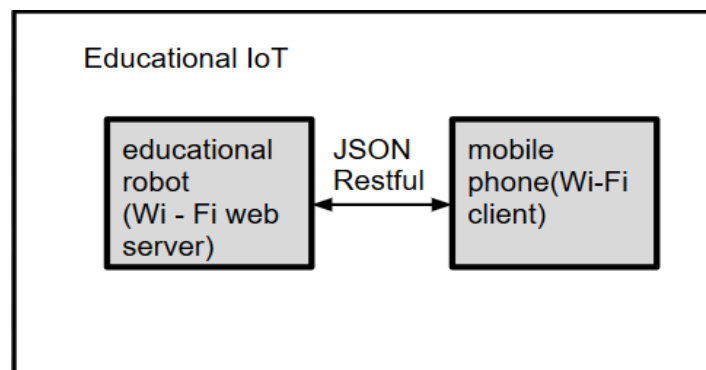 Educational IoT
educational
robot
(Wi - Fi web
server)
JSON
Restful
mobile
phone(Wi-Fi
client)